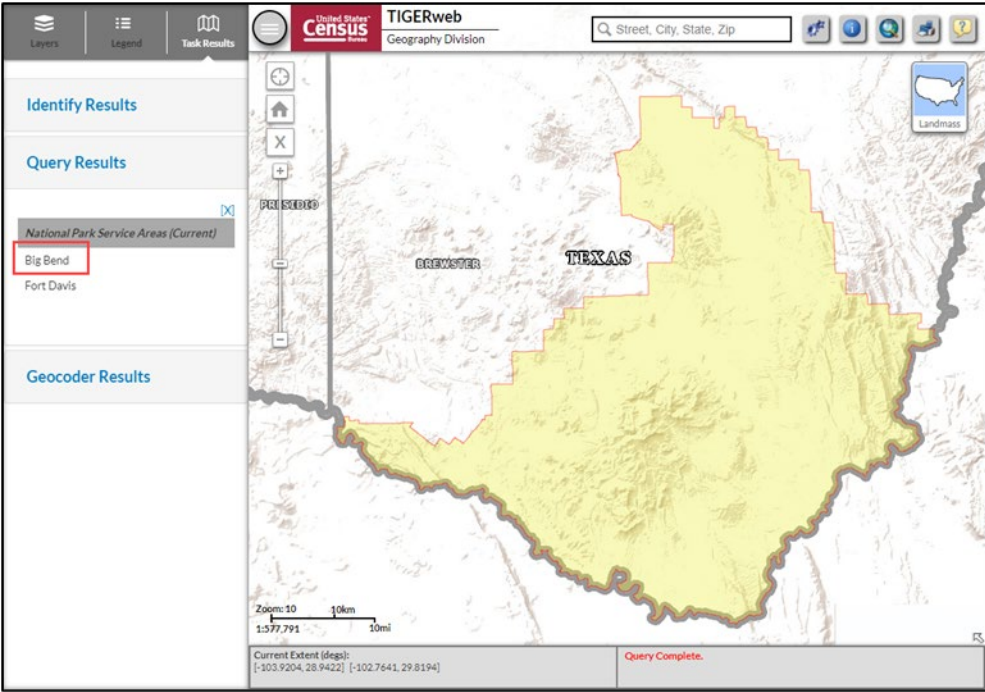 Layers
Legend
Task Results
United States®
Census
Bureau
TIGERweb
Geography Division
Street, City, State, Zip
Identify Results
Query Results
[X]
National Park Service Areas (Current)
Big Bend
Fort Davis
Geocoder Results
X
+
PRESIDIO
BREWSTER
TEXAS
Landmass
Zoom: 10
10km
1:577,791
10mi
Current Extent (degs):
[-103.9204, 28.9422] [-102.7641, 29.8194]
Query Complete.